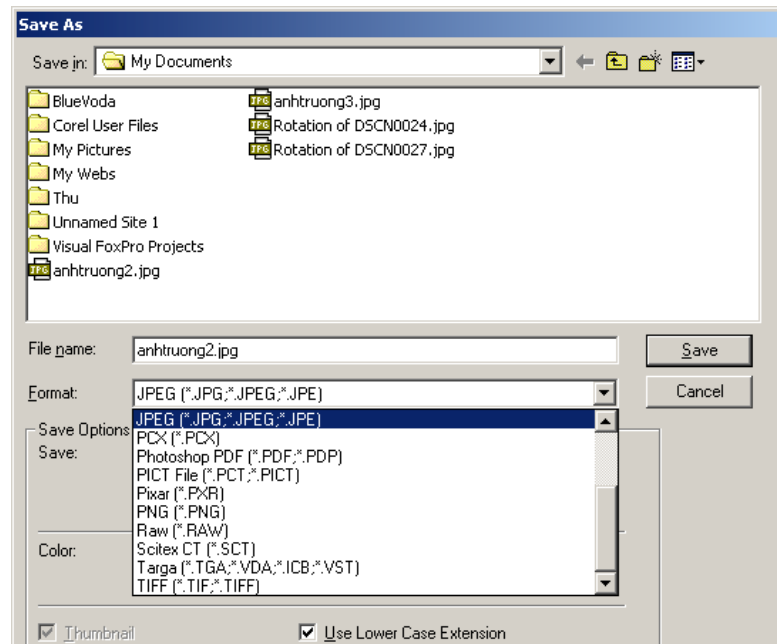 Save As
Save in: My Documents
BlueVoda
Corel User Files
My Pictures
My Webs
Thu
Unnamed Site 1
Visual FoxPro Projects
JPG anhtruong2.jpg
JPG anhtruong3.jpg
JPG Rotation of DSCN0024.jpg
JPG Rotation of DSCN0027.jpg
File name: anhtruong2.jpg Save
Format: JPEG (*.JPG;*.JPEG;*.JPE) Cancel
JPEG (*.JPG;*.JPEG;*.JPE)
PCX (*.PCX)
Photoshop PDF (*.PDF;*.PDP)
PICT File (*.PCT;*.PICT)
Pixar (*.PXR)
PNG (*.PNG)
Raw (*.RAW)
Scitex CT (*.SCT)
Targa (*.TGA;*.VDA;*.ICB;*.VST)
TIFF (*.TIF;*.TIFF)
Save Options
Save:
Color:
Thumbnail Use Lower Case Extension